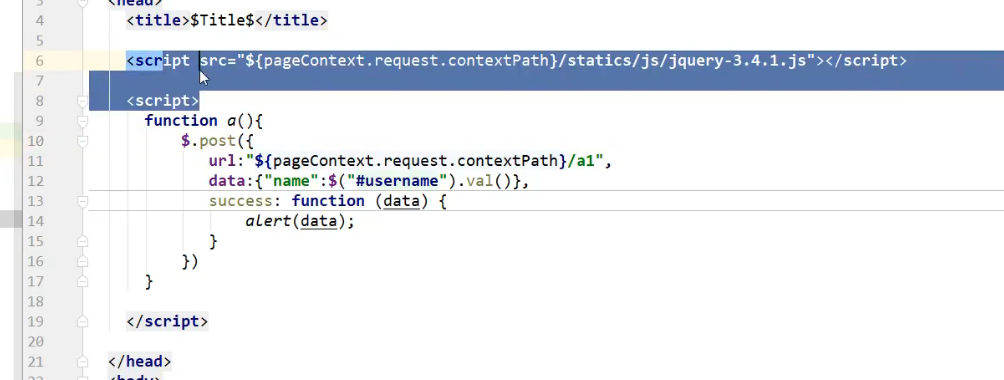 3 <head>
4 <title>$Title$</title>
5
6 <script src="${pageContext.request.contextPath}/statics/js/jquery-3.4.1.js"></script>
7
8 <script>
9 function a(){
10 $.post({
11 url:"${pageContext.request.contextPath}/a1",
12 data:{"name":$("#username").val()},
13 success: function (data) {
14 alert(data);
15 }
16 })
17 }
18
19 </script>
20
21 </head>
22 <body>